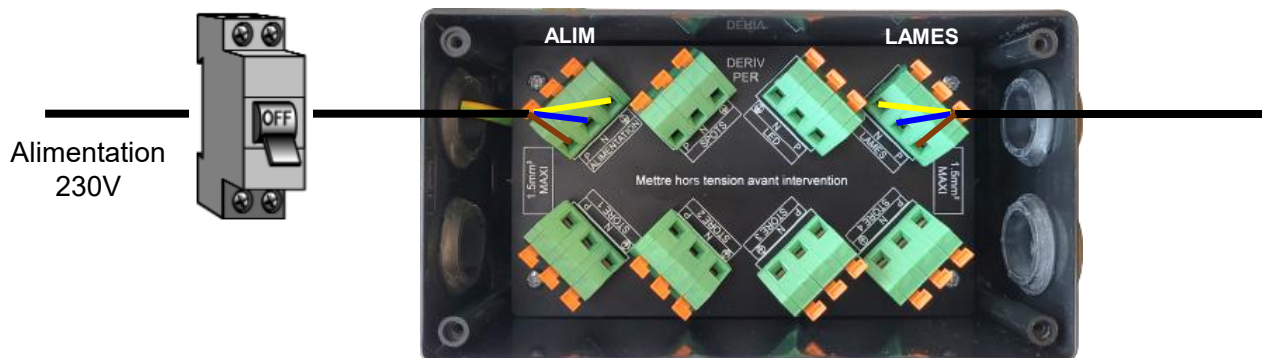 Alimentation
230V
OFF
ALIM
LAMES
DERIV
PER
P N
ALIMENTATION
P N
SPOTS
N P
LED
N P
LAMES
1.5mm²
MAXI
Mettre hors tension avant intervention
1.5mm²
MAXI
P N
STORE 1
P N
STORE 2
P N
STORE 3
P N
STORE 4